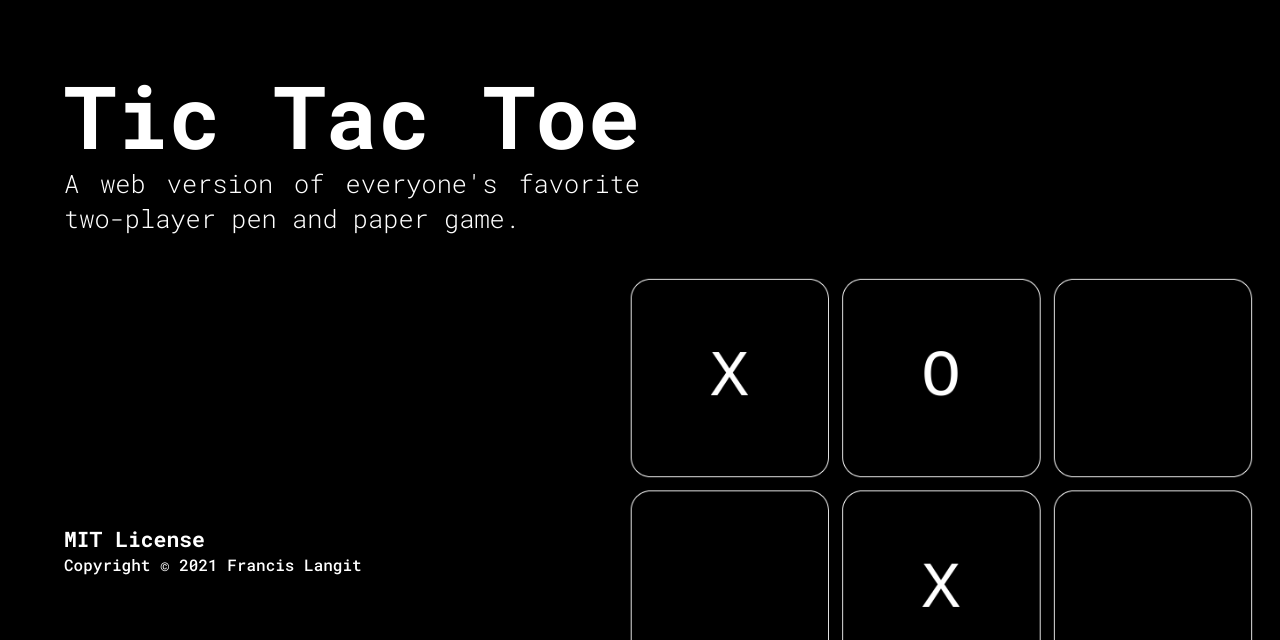 Tic Tac Toe
A web version of everyone's favorite
two-player pen and paper game.
X O
X
MIT License
Copyright © 2021 Francis Langit